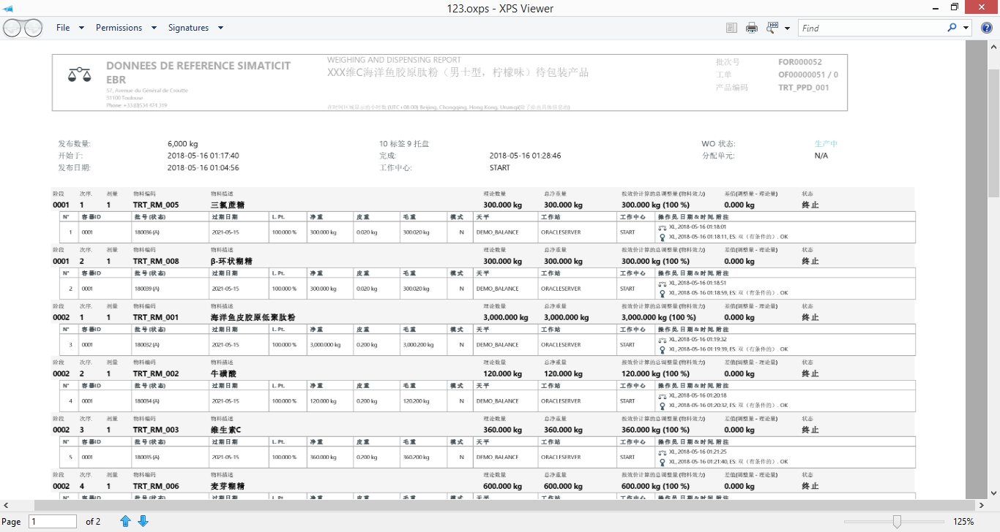 123.oxps - XPS Viewer
File Permissions Signatures
100
Find
DONNEES DE REFERENCE SIMATICIT EBR
57, Avenue du Général de Croutte
31100 Toulouse
Phone: +33 (0)534 474 319
WEIGHING AND DISPENSING REPORT
XXX维C海洋鱼胶原肽粉（男士型，柠檬味）待包装产品
在时间区域显示的小时数:(UTC+08:00) Beijing, Chongqing, Hong Kong, Urumqi(除了给出具体信息的)
批次号 FOR000052
工单 OF00000051 / 0
产品编码 TRT_PPD_001
发布数量: 6,000 kg 10 标签 9 托盘 WO 状态: 生产中
开始于: 2018-05-16 01:17:40 完成: 2018-05-16 01:28:46 分配单元: N/A
发布日期: 2018-05-16 01:04:56 工作中心: START
阶段 次序. 剂量 物料编码 物料描述 理论数量 总净重量 按效价计算的总调整量(物料效力) 差值(调整量 - 理论量) 状态
0001 1 1 TRT_RM_005 三氯蔗糖 300.000 kg 300.000 kg 300.000 kg (100 %) 0.000 kg 终止
N° 容器ID 批号 (状态) 过期日期 L. Pt. 净重 皮重 毛重 模式 天平 工作站 工作中心 操作员, 日期 & 时间, 附注
1 0001 180036 (A) 2021-05-15 100.000 % 300.000 kg 0.020 kg 300.020 kg N DEMO_BALANCE ORACLESERVER START XL, 2018-05-16 01:18:01
XL, 2018-05-16 01:18:11, ES: 双（有条件的）. OK
阶段 次序. 剂量 物料编码 物料描述 理论数量 总净重量 按效价计算的总调整量(物料效力) 差值(调整量 - 理论量) 状态
0001 2 1 TRT_RM_008 β-环状糊精 300.000 kg 300.000 kg 300.000 kg (100 %) 0.000 kg 终止
N° 容器ID 批号 (状态) 过期日期 L. Pt. 净重 皮重 毛重 模式 天平 工作站 工作中心 操作员, 日期 & 时间, 附注
2 0001 180039 (A) 2021-05-15 100.000 % 300.000 kg 0.020 kg 300.020 kg N DEMO_BALANCE ORACLESERVER START XL, 2018-05-16 01:18:51
XL, 2018-05-16 01:18:59, ES: 双（有条件的）. OK
阶段 次序. 剂量 物料编码 物料描述 理论数量 总净重量 按效价计算的总调整量(物料效力) 差值(调整量 - 理论量) 状态
0002 1 1 TRT_RM_001 海洋鱼皮胶原低聚肽粉 3,000.000 kg 3,000.000 kg 3,000.000 kg (100 %) 0.000 kg 终止
N° 容器ID 批号 (状态) 过期日期 L. Pt. 净重 皮重 毛重 模式 天平 工作站 工作中心 操作员, 日期 & 时间, 附注
3 0001 180032 (A) 2021-05-15 100.000 % 3,000.000 kg 0.200 kg 3,000.200 kg N DEMO_BALANCE ORACLESERVER START XL, 2018-05-16 01:19:32
XL, 2018-05-16 01:19:39, ES: 双（有条件的）. OK
阶段 次序. 剂量 物料编码 物料描述 理论数量 总净重量 按效价计算的总调整量(物料效力) 差值(调整量 - 理论量) 状态
0002 2 1 TRT_RM_002 牛磺酸 120.000 kg 120.000 kg 120.000 kg (100 %) 0.000 kg 终止
N° 容器ID 批号 (状态) 过期日期 L. Pt. 净重 皮重 毛重 模式 天平 工作站 工作中心 操作员, 日期 & 时间, 附注
4 0001 180034 (A) 2021-05-15 100.000 % 120.000 kg 0.200 kg 120.200 kg N DEMO_BALANCE ORACLESERVER START XL, 2018-05-16 01:20:18
XL, 2018-05-16 01:20:32, ES: 双（有条件的）. OK
阶段 次序. 剂量 物料编码 物料描述 理论数量 总净重量 按效价计算的总调整量(物料效力) 差值(调整量 - 理论量) 状态
0002 3 1 TRT_RM_003 维生素C 360.000 kg 360.000 kg 360.000 kg (100 %) 0.000 kg 终止
N° 容器ID 批号 (状态) 过期日期 L. Pt. 净重 皮重 毛重 模式 天平 工作站 工作中心 操作员, 日期 & 时间, 附注
5 0001 180035 (A) 2021-05-15 100.000 % 360.000 kg 0.200 kg 360.200 kg N DEMO_BALANCE ORACLESERVER START XL, 2018-05-16 01:21:25
XL, 2018-05-16 01:21:40, ES: 双（有条件的）. OK
阶段 次序. 剂量 物料编码 物料描述 理论数量 总净重量 按效价计算的总调整量(物料效力) 差值(调整量 - 理论量) 状态
0002 4 1 TRT_RM_006 麦芽糊精 600.000 kg 600.000 kg 600.000 kg (100 %) 0.000 kg 终止
N° 容器ID 批号 (状态) 过期日期 L. Pt. 净重 皮重 毛重 模式 天平 工作站 工作中心 操作员, 日期 & 时间, 附注
Page 1 of 2 125%